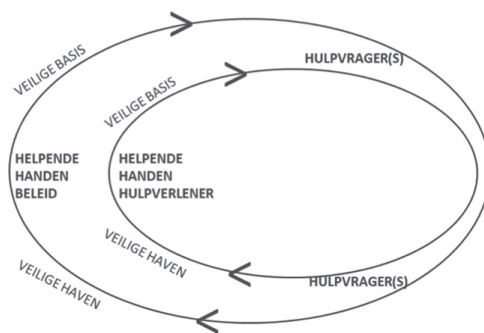 VEILIGE BASIS
HULPVRAGER(S)
VEILIGE BASIS
HELPENDE
HANDEN
BELEID
HELPENDE
HANDEN
HULPVERLENER
VEILIGE HAVEN
VEILIGE HAVEN
HULPVRAGER(S)